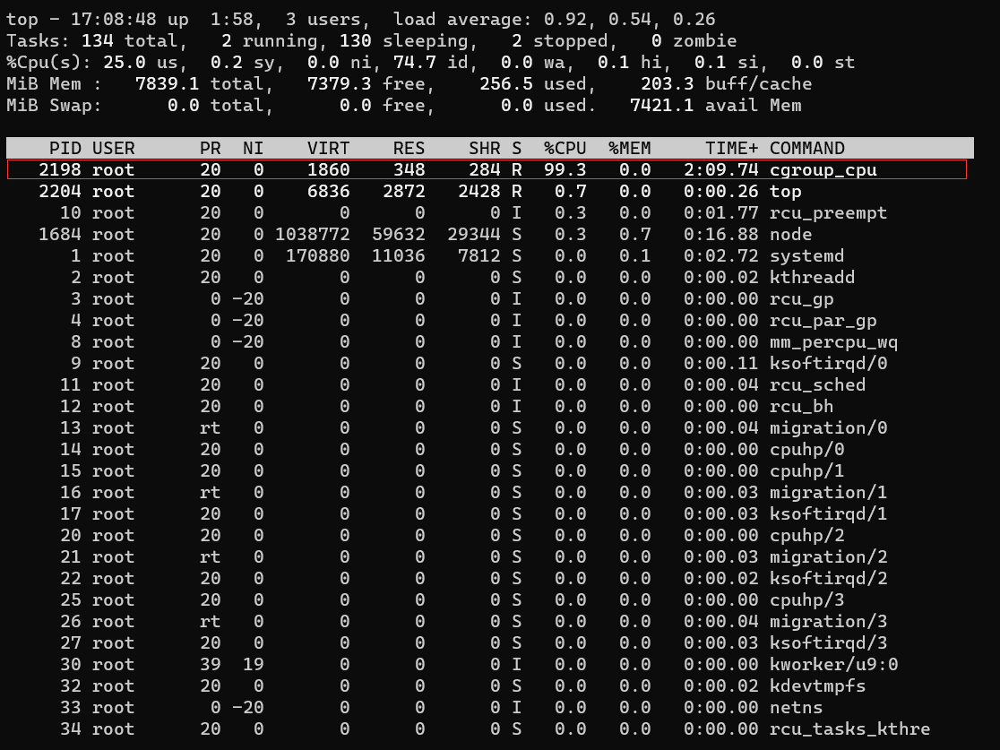 top - 17:08:48 up  1:58,  3 users,  load average: 0.92, 0.54, 0.26
Tasks: 134 total,   2 running, 130 sleeping,   2 stopped,   0 zombie
%Cpu(s): 25.0 us,  0.2 sy,  0.0 ni, 74.7 id,  0.0 wa,  0.1 hi,  0.1 si,  0.0 st
MiB Mem :   7839.1 total,   7379.3 free,    256.5 used,    203.3 buff/cache
MiB Swap:      0.0 total,      0.0 free,      0.0 used.   7421.1 avail Mem
    PID USER      PR  NI    VIRT    RES    SHR S  %CPU  %MEM     TIME+ COMMAND
   2198 root      20   0    1860    348    284 R  99.3   0.0   2:09.74 cgroup_cpu
   2204 root      20   0    6836   2872   2428 R   0.7   0.0   0:00.26 top
     10 root      20   0       0      0      0 I   0.3   0.0   0:01.77 rcu_preempt
   1684 root      20   0 1038772  59632  29344 S   0.3   0.7   0:16.88 node
      1 root      20   0  170880  11036   7812 S   0.0   0.1   0:02.72 systemd
      2 root      20   0       0      0      0 S   0.0   0.0   0:00.02 kthreadd
      3 root       0 -20       0      0      0 I   0.0   0.0   0:00.00 rcu_gp
      4 root       0 -20       0      0      0 I   0.0   0.0   0:00.00 rcu_par_gp
      8 root       0 -20       0      0      0 I   0.0   0.0   0:00.00 mm_percpu_wq
      9 root      20   0       0      0      0 S   0.0   0.0   0:00.11 ksoftirqd/0
     11 root      20   0       0      0      0 I   0.0   0.0   0:00.04 rcu_sched
     12 root      20   0       0      0      0 I   0.0   0.0   0:00.00 rcu_bh
     13 root      rt   0       0      0      0 S   0.0   0.0   0:00.04 migration/0
     14 root      20   0       0      0      0 S   0.0   0.0   0:00.00 cpuhp/0
     15 root      20   0       0      0      0 S   0.0   0.0   0:00.00 cpuhp/1
     16 root      rt   0       0      0      0 S   0.0   0.0   0:00.03 migration/1
     17 root      20   0       0      0      0 S   0.0   0.0   0:00.03 ksoftirqd/1
     20 root      20   0       0      0      0 S   0.0   0.0   0:00.00 cpuhp/2
     21 root      rt   0       0      0      0 S   0.0   0.0   0:00.03 migration/2
     22 root      20   0       0      0      0 S   0.0   0.0   0:00.02 ksoftirqd/2
     25 root      20   0       0      0      0 S   0.0   0.0   0:00.00 cpuhp/3
     26 root      rt   0       0      0      0 S   0.0   0.0   0:00.04 migration/3
     27 root      20   0       0      0      0 S   0.0   0.0   0:00.03 ksoftirqd/3
     30 root      39  19       0      0      0 I   0.0   0.0   0:00.00 kworker/u9:0
     32 root      20   0       0      0      0 S   0.0   0.0   0:00.02 kdevtmpfs
     33 root       0 -20       0      0      0 I   0.0   0.0   0:00.00 netns
     34 root      20   0       0      0      0 S   0.0   0.0   0:00.00 rcu_tasks_kthre